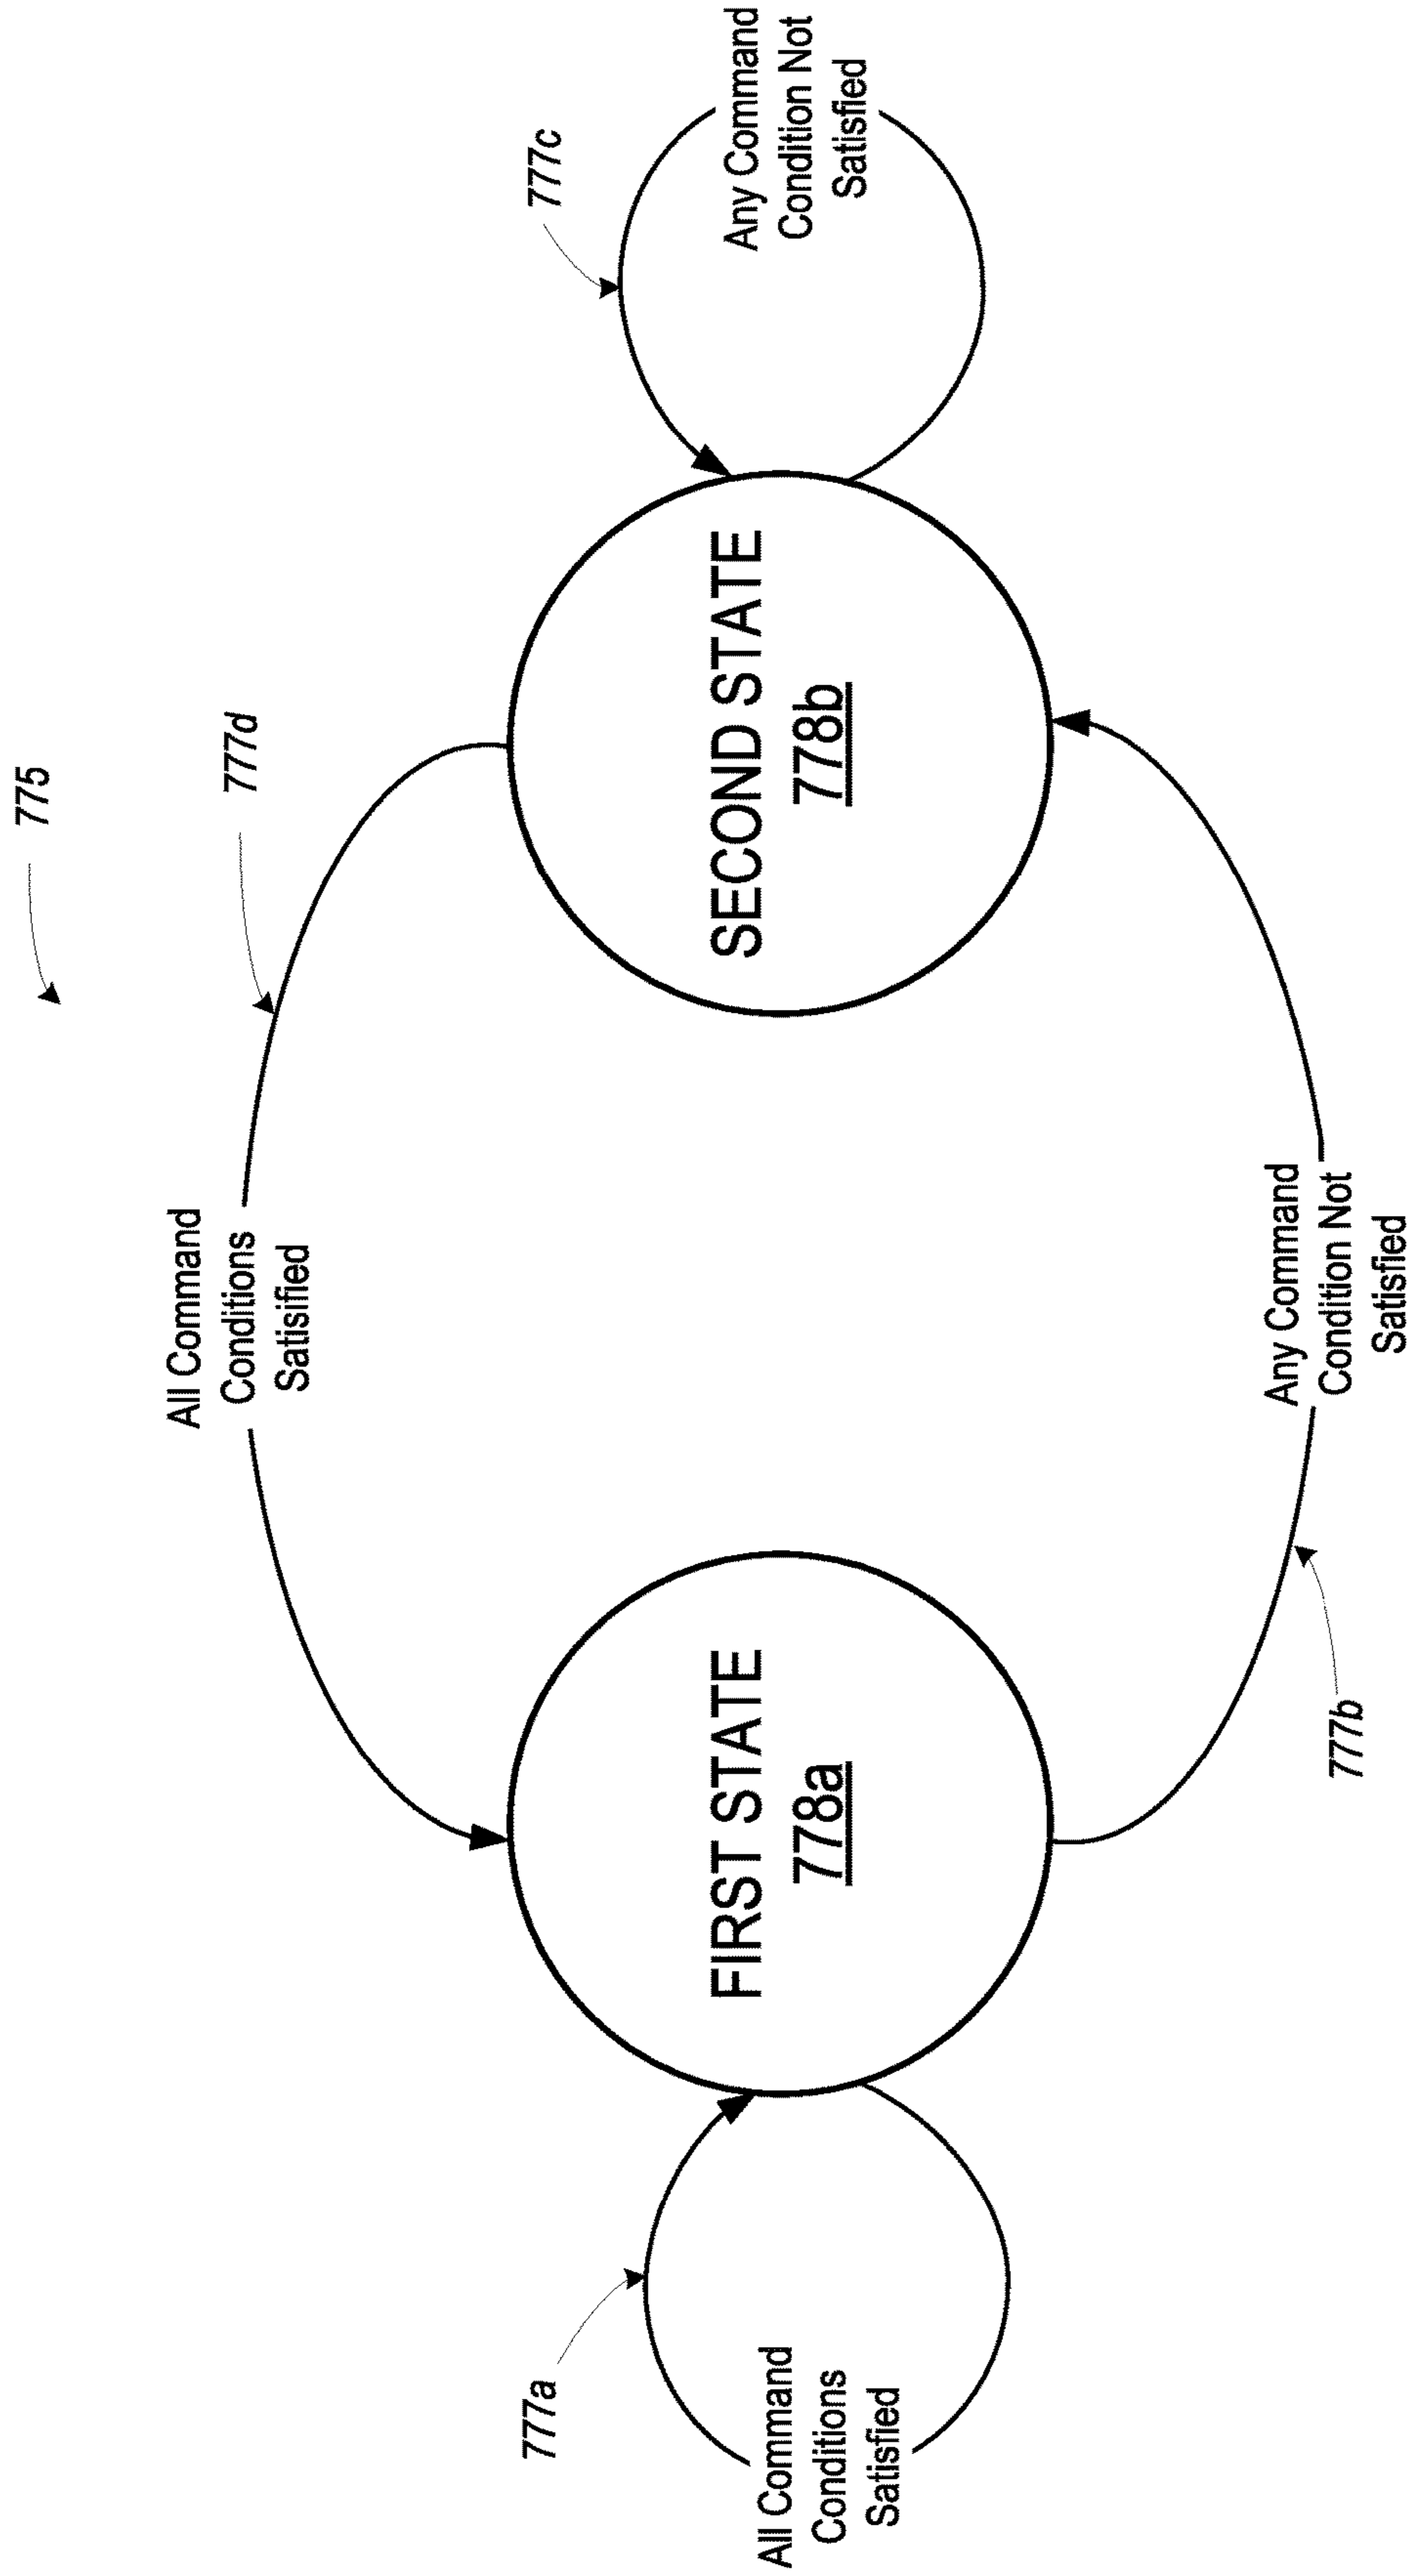 775
777d
All Command
Conditions
Satisified
777a
777c
All Command
Conditions
Satisfied
FIRST STATE
778a
SECOND STATE
778b
Any Command
Condition Not
Satisfied
777b
Any Command
Condition Not
Satisfied